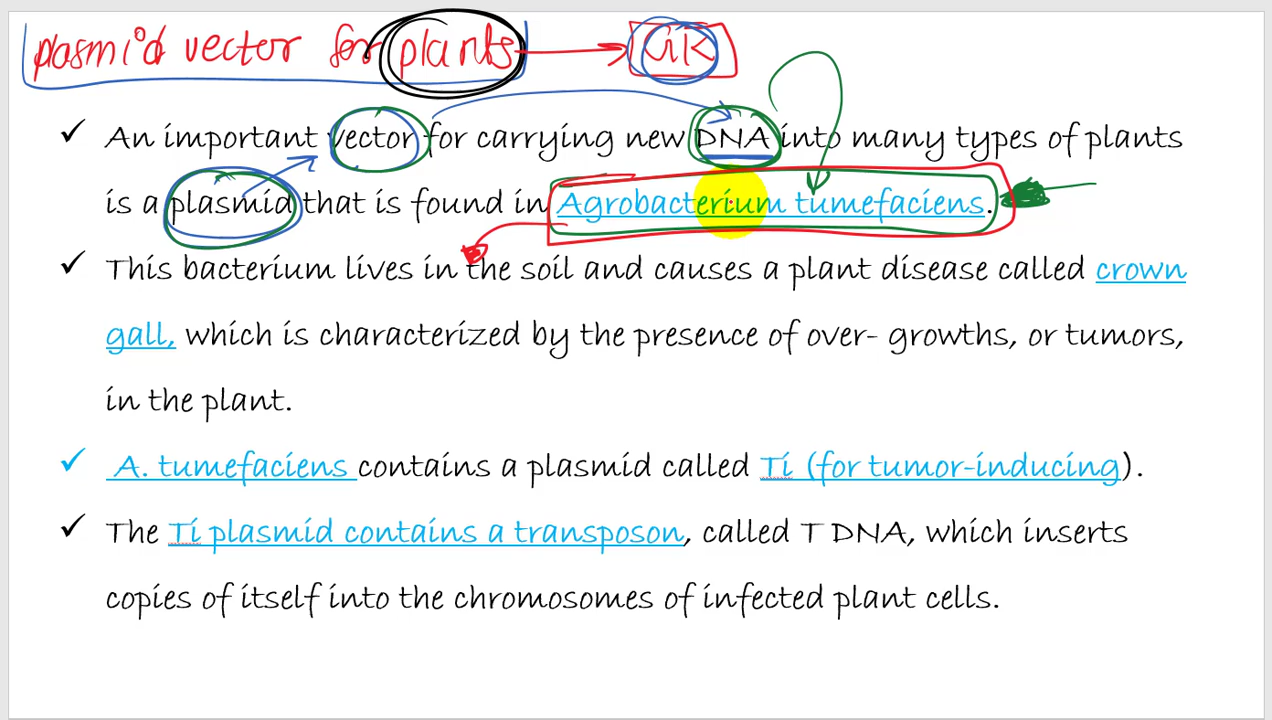 plasmid vector for plants
✓ An important vector for carrying new DNA into many types of plants
is a plasmid that is found in Agrobacterium tumefaciens.
✓ This bacterium lives in the soil and causes a plant disease called crown
gall, which is characterized by the presence of over- growths, or tumors,
in the plant.
✓ A. tumefaciens contains a plasmid called Ti (for tumor-inducing).
✓ The Ti plasmid contains a transposon, called T DNA, which inserts
copies of itself into the chromosomes of infected plant cells.